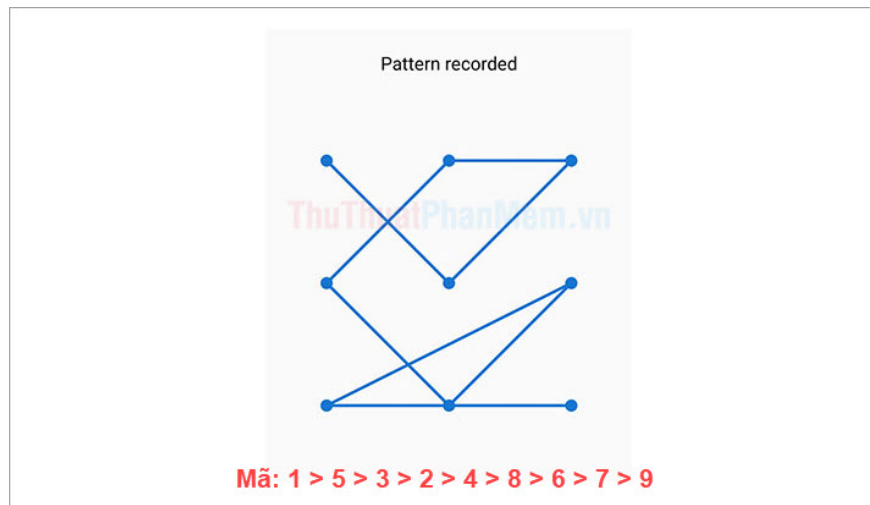 Pattern recorded
ThuThuatPhanMem.vn
Mã: 1 > 5 > 3 > 2 > 4 > 8 > 6 > 7 > 9